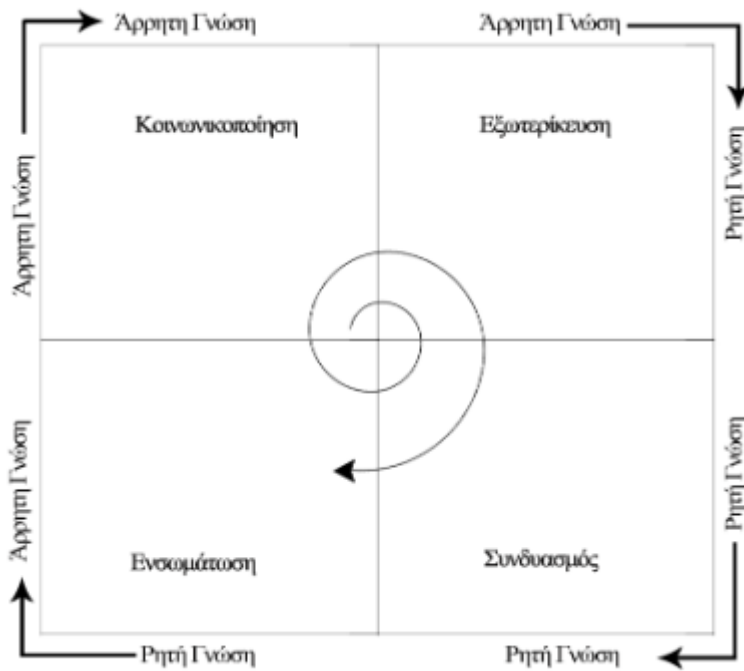 Άρρητη Γνώση
Άρρητη Γνώση
Κοινωνικοποίηση
Εξωτερίκευση
Άρρητη Γνώση
Ρητή Γνώση
Άρρητη Γνώση
Ρητή Γνώση
Ενσωμάτωση
Συνδυασμός
Ρητή Γνώση
Ρητή Γνώση